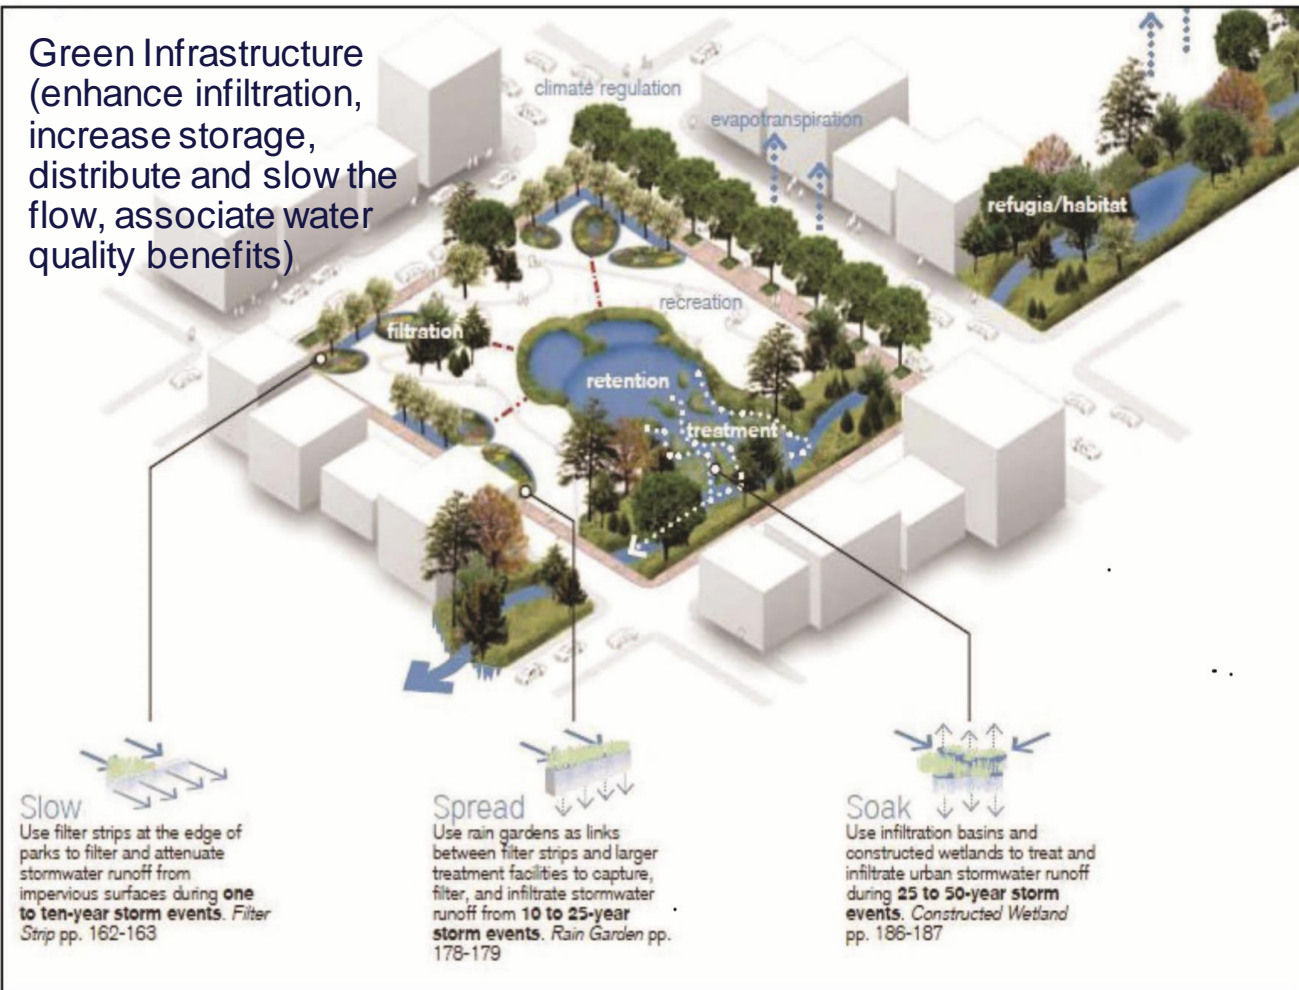 Green Infrastructure
(enhance infiltration,
increase storage,
distribute and slow the
flow, associate water
quality benefits)
climate regulation
evapotranspiration
refugia/habitat
recreation
filtration
retention
treatment
Slow
Use filter strips at the edge of
parks to filter and attenuate
stormwater runoff from
impervious surfaces during one
to ten-year storm events. Filter
Strip pp. 162-163
Spread
Use rain gardens as links
between filter strips and larger
treatment facilities to capture,
filter, and infiltrate stormwater
runoff from 10 to 25-year
storm events. Rain Garden pp.
178-179
Soak
Use infiltration basins and
constructed wetlands to treat and
infiltrate urban stormwater runoff
during 25 to 50-year storm
events. Constructed Wetland
pp. 186-187